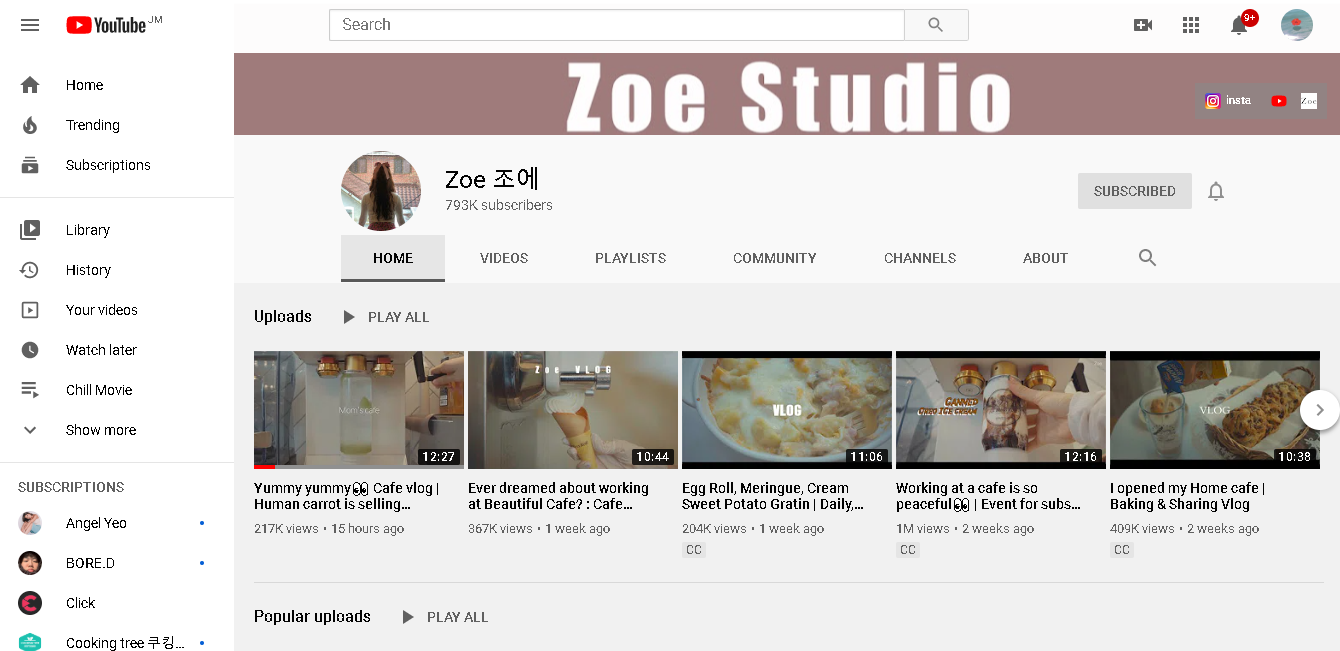 YouTube JM
Search
9+
Home
Trending
Subscriptions
Library
History
Your videos
Watch later
Chill Movie
Show more
SUBSCRIPTIONS
Angel Yeo
BORE.D
Click
Cooking tree 쿠킹...
Zoe Studio
insta
Zoe
Zoe 조에
793K subscribers
SUBSCRIBED
HOME VIDEOS PLAYLISTS COMMUNITY CHANNELS ABOUT
Uploads PLAY ALL
Mom's cafe
12:27
Yummy yummy👀 Cafe vlog |
Human carrot is selling...
217K views • 15 hours ago
Zoe VLOG
10:44
Ever dreamed about working
at Beautiful Cafe? : Cafe...
367K views • 1 week ago
VLOG
11:06
Egg Roll, Meringue, Cream
Sweet Potato Gratin | Daily,...
204K views • 1 week ago
CC
CANNED
OREO ICE CREAM
12:16
Working at a cafe is so
peaceful👀 | Event for subs...
1M views • 2 weeks ago
CC
VLOG
10:38
I opened my Home cafe |
Baking & Sharing Vlog
409K views • 2 weeks ago
CC
Popular uploads PLAY ALL